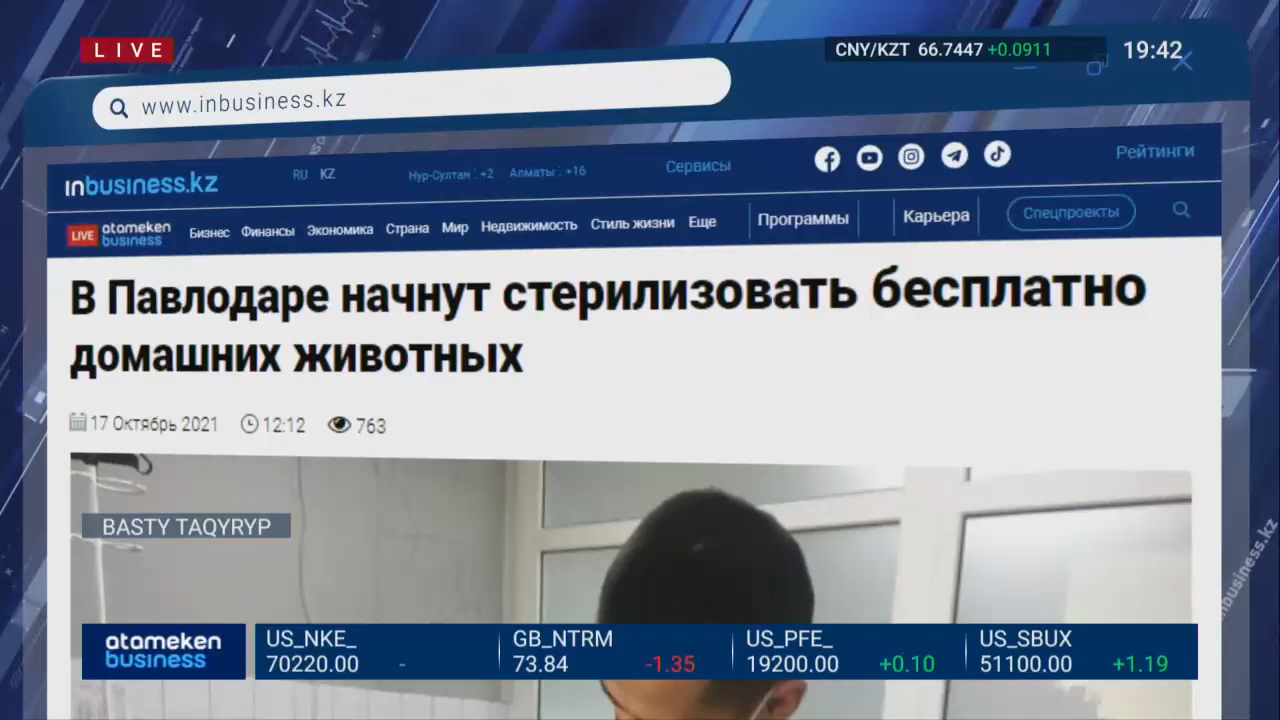 LIVE
CNY/KZT 66.7447 +0.0911
19:42
www.inbusiness.kz
inbusiness.kz
RU KZ
Нур-Султан : +2 Алматы : +16
Сервисы
Рейтинги
LIVE atameken business
Бизнес Финансы Экономика Страна Мир Недвижимость Стиль жизни Еще
Программы
Карьера
Спецпроекты
В Павлодаре начнут стерилизовать бесплатно
домашних животных
17 Октябрь 2021 12:12 763
BASTY TAQYRYP
inbusiness.kz
atameken
business
US_NKE_ GB_NTRM US_PFE_ US_SBUX
70220.00 - 73.84 -1.35 19200.00 +0.10 51100.00 +1.19